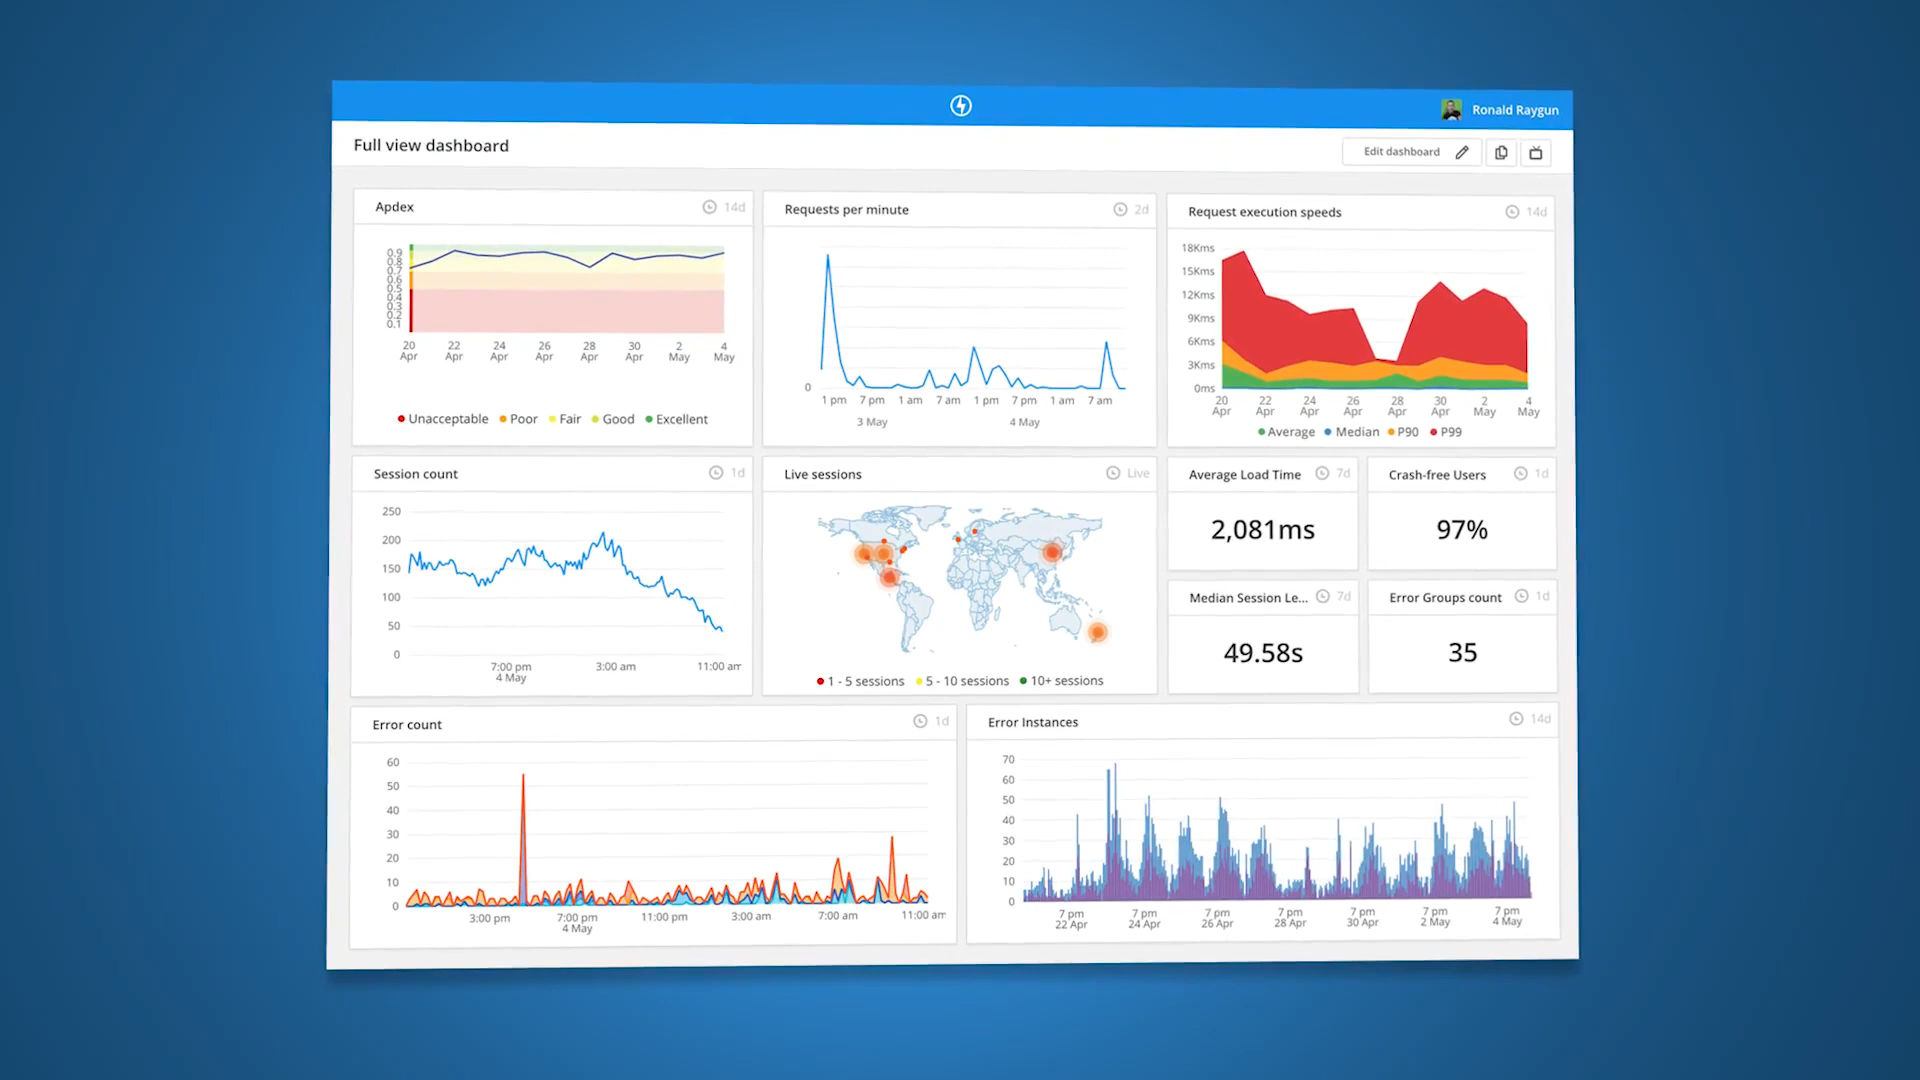 Ronald Raygun
Full view dashboard
Edit dashboard
Apdex
14d
0.9
0.8
0.7
0.6
0.5
0.4
0.3
0.2
0.1
20 Apr
22 Apr
24 Apr
26 Apr
28 Apr
30 Apr
2 May
4 May
Unacceptable Poor Fair Good Excellent
Requests per minute
2d
0
1 pm 7 pm 1 am 7 am 1 pm 7 pm 1 am 7 am
3 May 4 May
Request execution speeds
14d
18Kms
15Kms
12Kms
9Kms
6Kms
3Kms
0ms
20 Apr
22 Apr
24 Apr
26 Apr
28 Apr
30 Apr
2 May
4 May
Average Median P90 P99
Session count
1d
250
200
150
100
50
0
7:00 pm 3:00 am 11:00 am
4 May
Live sessions
Live
1 - 5 sessions 5 - 10 sessions 10+ sessions
Average Load Time
7d
2,081ms
Crash-free Users
1d
97%
Median Session Le...
7d
49.58s
Error Groups count
1d
35
Error count
1d
60
50
40
30
20
10
0
3:00 pm 7:00 pm 11:00 pm 3:00 am 7:00 am 11:00 am
4 May
Error Instances
14d
70
60
50
40
30
20
10
0
7 pm 7 pm 7 pm 7 pm 7 pm 7 pm 7 pm
22 Apr 24 Apr 26 Apr 28 Apr 30 Apr 2 May 4 May